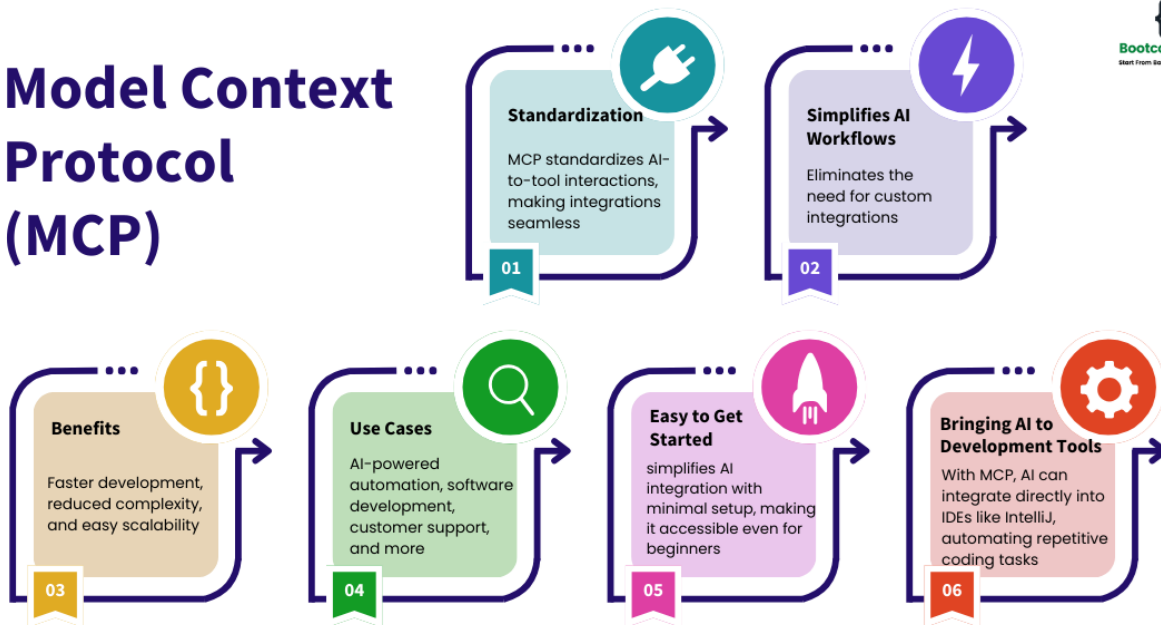 Model Context
Protocol
(MCP)
Standardization
MCP standardizes AI-
to-tool interactions,
making integrations
seamless
01
Simplifies AI
Workflows
Eliminates the
need for custom
integrations
02
Benefits
Faster development,
reduced complexity,
and easy scalability
03
Use Cases
AI-powered
automation, software
development,
customer support,
and more
04
Easy to Get
Started
simplifies AI
integration with
minimal setup, making
it accessible even for
beginners
05
Bringing AI to
Development Tools
With MCP, AI can
integrate directly into
IDEs like IntelliJ,
automating repetitive
coding tasks
06
Start From